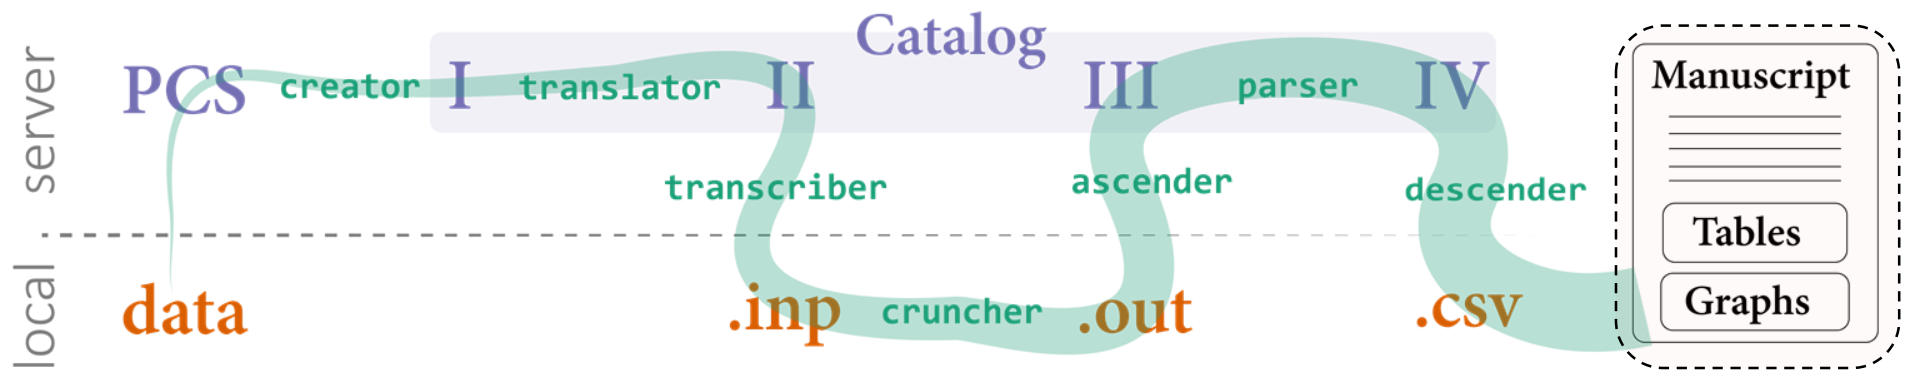 server
local
Catalog
PCS creator I translator II III parser IV
transcriber ascender descender
data .inp cruncher .out .csv
Manuscript
Tables
Graphs